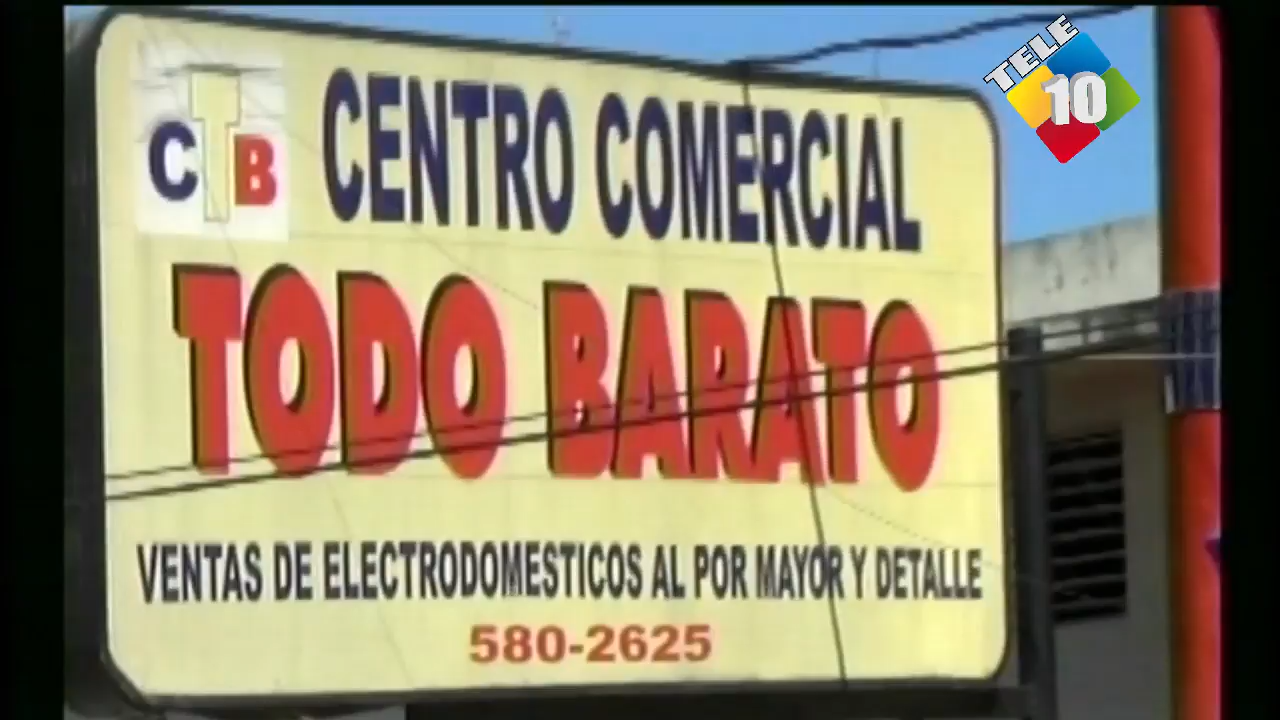 TELE
10
CTB
CENTRO COMERCIAL
TODO BARATO
VENTAS DE ELECTRODOMESTICOS AL POR MAYOR Y DETALLE
580-2625